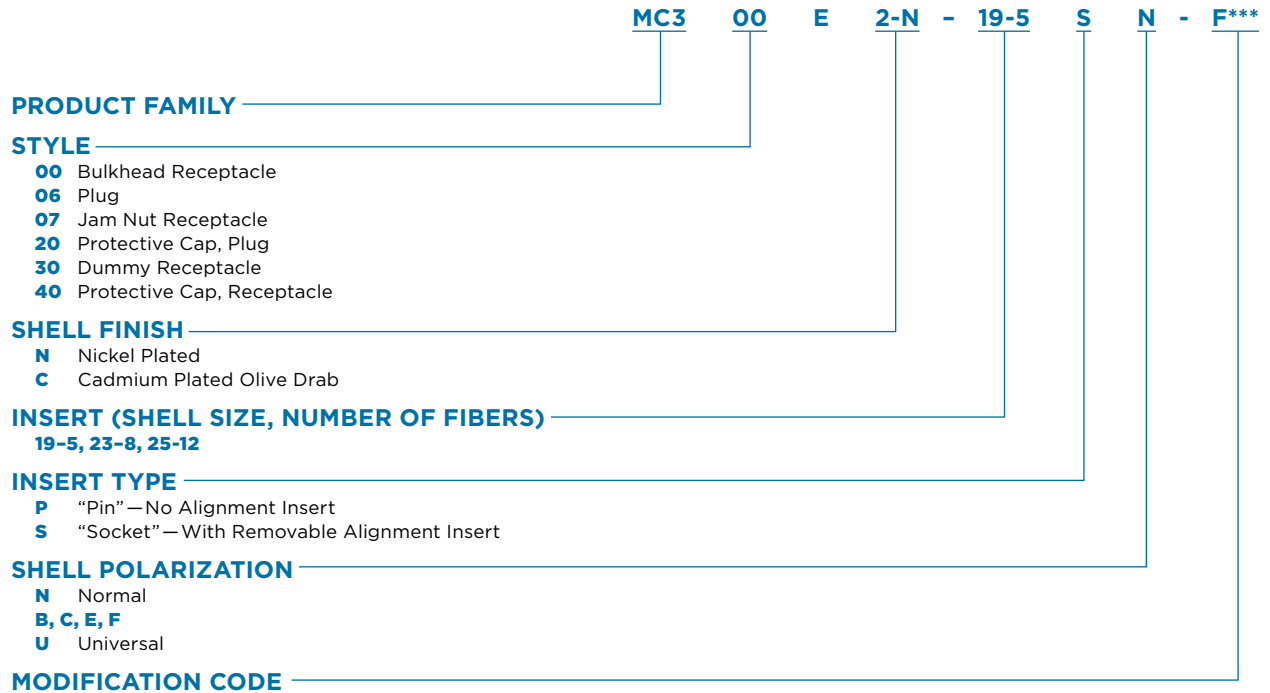 MC3 00 E 2-N – 19-5 S N - F***
PRODUCT FAMILY
STYLE
00 Bulkhead Receptacle
06 Plug
07 Jam Nut Receptacle
20 Protective Cap, Plug
30 Dummy Receptacle
40 Protective Cap, Receptacle
SHELL FINISH
N Nickel Plated
C Cadmium Plated Olive Drab
INSERT (SHELL SIZE, NUMBER OF FIBERS)
19–5, 23–8, 25-12
INSERT TYPE
P “Pin”—No Alignment Insert
S “Socket”—With Removable Alignment Insert
SHELL POLARIZATION
N Normal
B, C, E, F
U Universal
MODIFICATION CODE